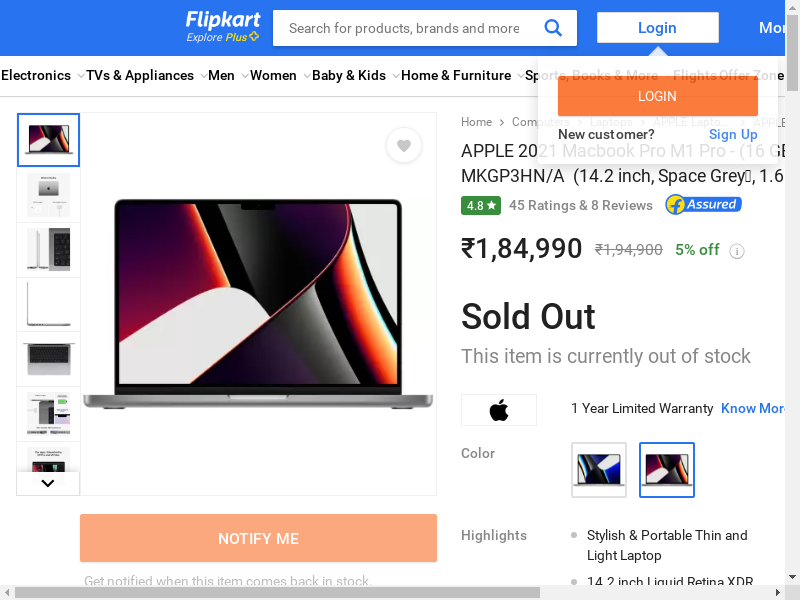 Flipkart
Explore Plus
Search for products, brands and more
Login
Electronics
TVs & Appliances
Men
Women
Baby & Kids
Home & Furniture
Sports, Books & More
Flights
Offer Zone
LOGIN
New customer?
Sign Up
Home
Computers
Laptops
APPLE
APPLE 2021 Macbook Pro M1 Pro - (16
MKGP3HN/A (14.2 inch, Space Grey, 1.6
4.8 ★
45 Ratings & 8 Reviews
Assured
₹1,84,990
₹1,94,900
5% off
i
Sold Out
This item is currently out of stock
1 Year Limited Warranty
Know More
Color
Highlights
Stylish & Portable Thin and
Light Laptop
14.2 inch Liquid Retina XDR
NOTIFY ME
Get notified when this item comes back in stock.